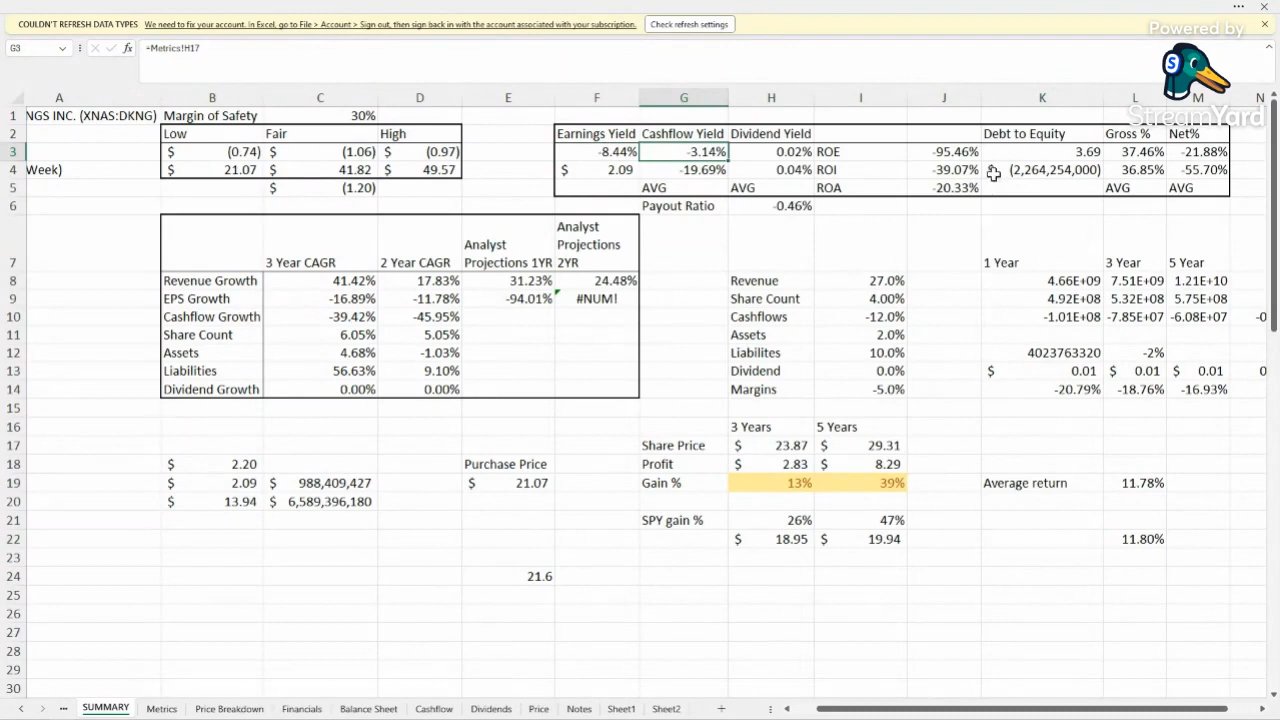 COULDN'T REFRESH DATA TYPES We need to fix your account. In Excel, go to File > Account > Sign out, then sign back in with the account associated with your subscription. Check refresh settings
Powered by
StreamYard
G3 fx =Metrics!H17
A B C D E F G H I J K L M N
1 NGS INC. (XNAS:DKNG) Margin of Safety 30%
2 Low Fair High Earnings Yield Cashflow Yield Dividend Yield Debt to Equity Gross % Net%
3 $ (0.74) $ (1.06) $ (0.97) -8.44% -3.14% 0.02% ROE -95.46% 3.69 37.46% -21.88%
4 Week) $ 21.07 $ 41.82 $ 49.57 $ 2.09 -19.69% 0.04% ROI -39.07% (2,264,254,000) 36.85% -55.70%
5 $ (1.20) AVG AVG ROA -20.33% AVG AVG
6 Payout Ratio -0.46%
7 3 Year CAGR 2 Year CAGR Analyst Projections 1YR Analyst Projections 2YR 1 Year 3 Year 5 Year
8 Revenue Growth 41.42% 17.83% 31.23% 24.48% Revenue 27.0% 4.66E+09 7.51E+09 1.21E+10
9 EPS Growth -16.89% -11.78% -94.01% #NUM! Share Count 4.00% 4.92E+08 5.32E+08 5.75E+08
10 Cashflow Growth -39.42% -45.95% Cashflows -12.0% -1.01E+08 -7.85E+07 -6.08E+07 -0
11 Share Count 6.05% 5.05% Assets 2.0%
12 Assets 4.68% -1.03% Liabilites 10.0% 4023763320 -2%
13 Liabilities 56.63% 9.10% Dividend 0.0% $ 0.01 $ 0.01 $ 0.01 0
14 Dividend Growth 0.00% 0.00% Margins -5.0% -20.79% -18.76% -16.93%
15
16 3 Years 5 Years
17 Share Price $ 23.87 $ 29.31
18 $ 2.20 Purchase Price Profit $ 2.83 $ 8.29
19 $ 2.09 $ 988,409,427 $ 21.07 Gain % 13% 39% Average return 11.78%
20 $ 13.94 $ 6,589,396,180
21 SPY gain % 26% 47%
22 $ 18.95 $ 19.94 11.80%
23
24 21.6
25
26
27
28
29
30
SUMMARY Metrics Price Breakdown Financials Balance Sheet Cashflow Dividends Price Notes Sheet1 Sheet2